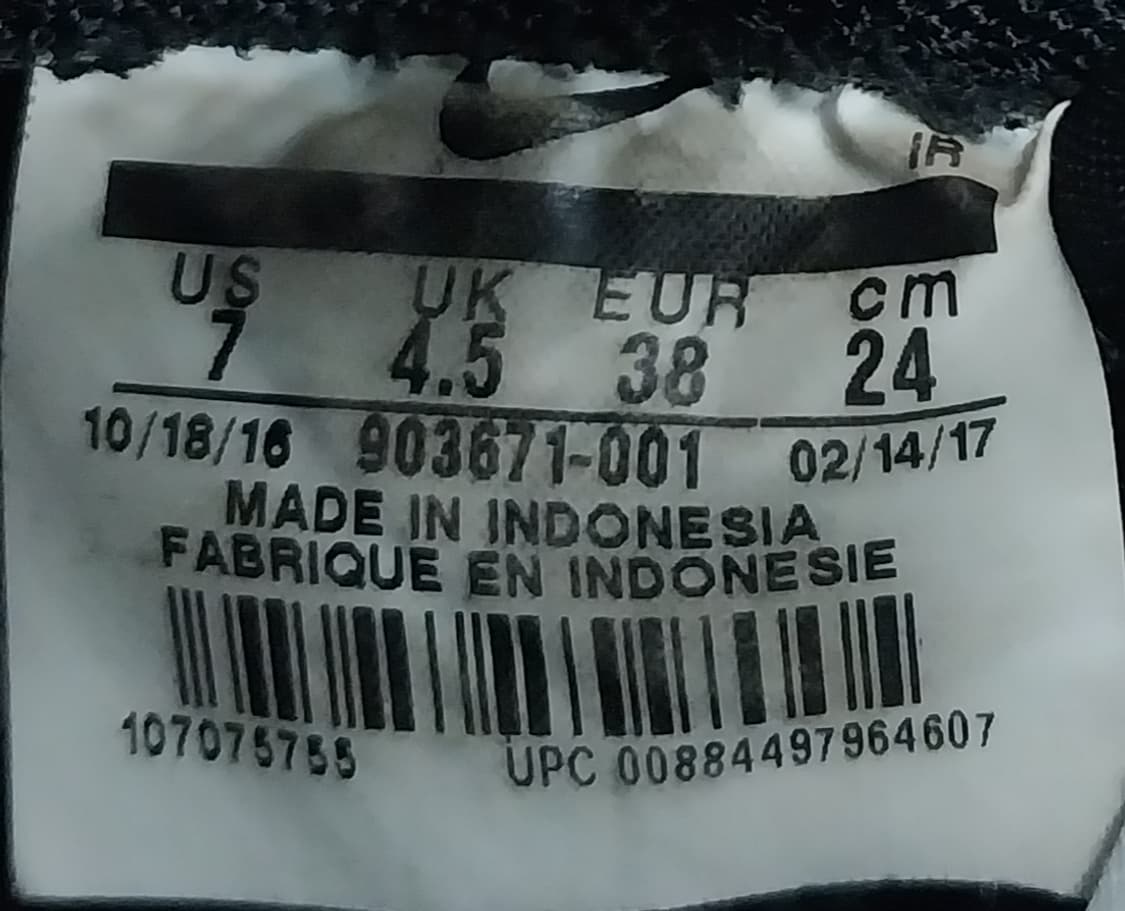 IR
US UK EUR cm
7 4.5 38 24
10/18/16 903671-001 02/14/17
MADE IN INDONESIA
FABRIQUE EN INDONESIE
107075755 UPC 00884497964607